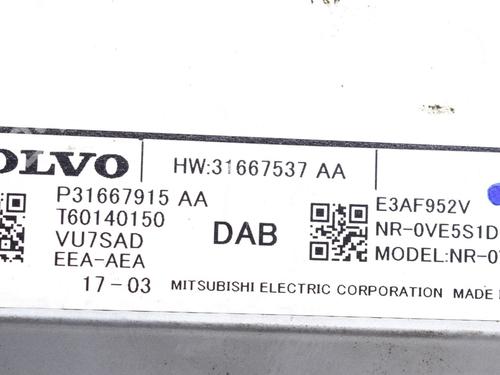 OLVO
HW:31667537 AA
P31667915 AA
T60140150
VU7SAD
EEA-AEA
17-03
DAB
E3AF952V
NR-0VE5S1D
MODEL:NR-0
MITSUBISHI ELECTRIC CORPORATION MADE